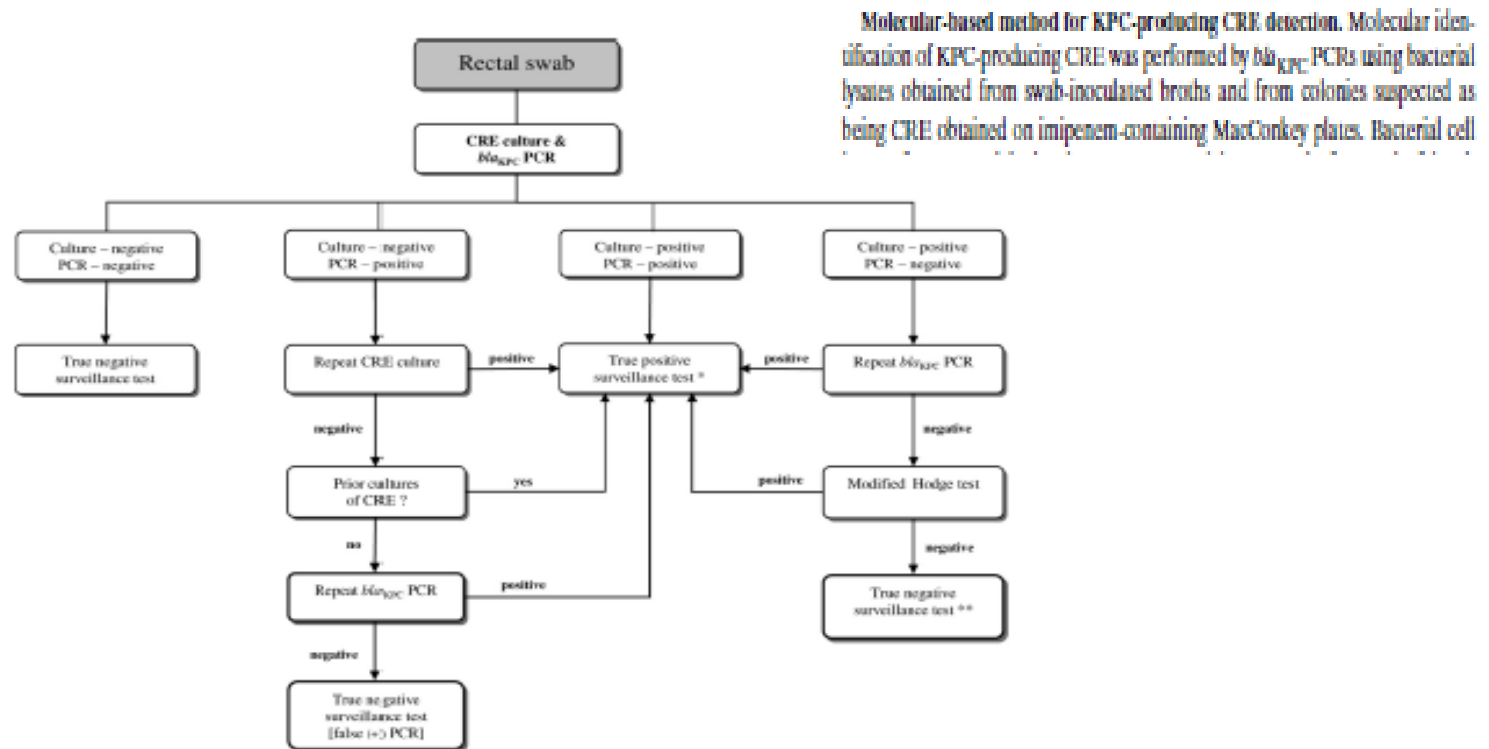 Rectal swab
CRE culture &
blaKPC PCR
Culture – negative
PCR – negative
Culture – negative
PCR – positive
Culture – positive
PCR – positive
Culture – positive
PCR – negative
True negative
surveillance test
Repeat CRE culture
positive
True positive
surveillance test *
positive
Repeat blaKPC PCR
negative
negative
Prior cultures
of CRE ?
yes
positive
Modified Hodge test
no
negative
Repeat blaKPC PCR
positive
True negative
surveillance test **
negative
True negative
surveillance test
[false (+) PCR]
Molecular-based method for KPC-producing CRE detection. Molecular iden-
tification of KPC-producing CRE was performed by blaKPC PCRs using bacterial
lysates obtained from swab-inoculated broths and from colonies suspected as
being CRE obtained on imipenem-containing MacConkey plates. Bacterial cell